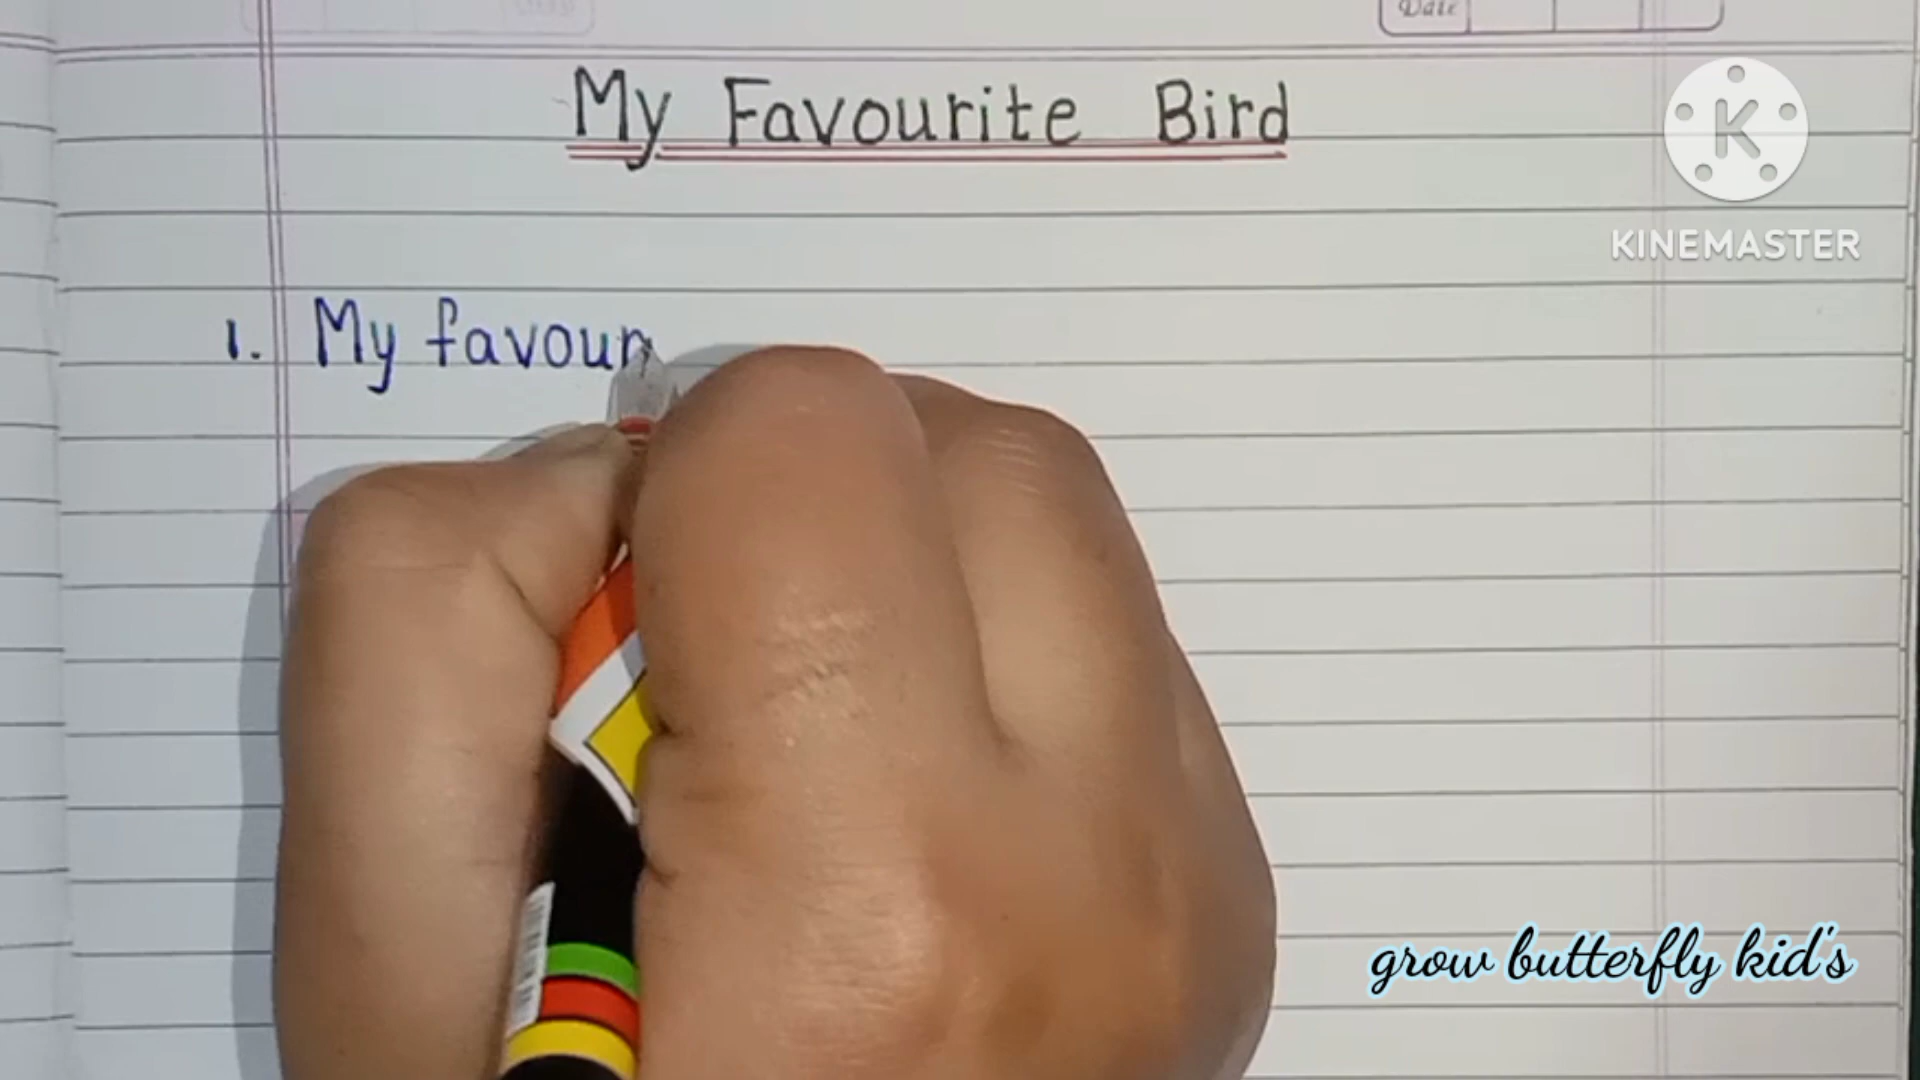 Date
My Favourite Bird
K
KINEMASTER
1. My favour
grow butterfly kid's